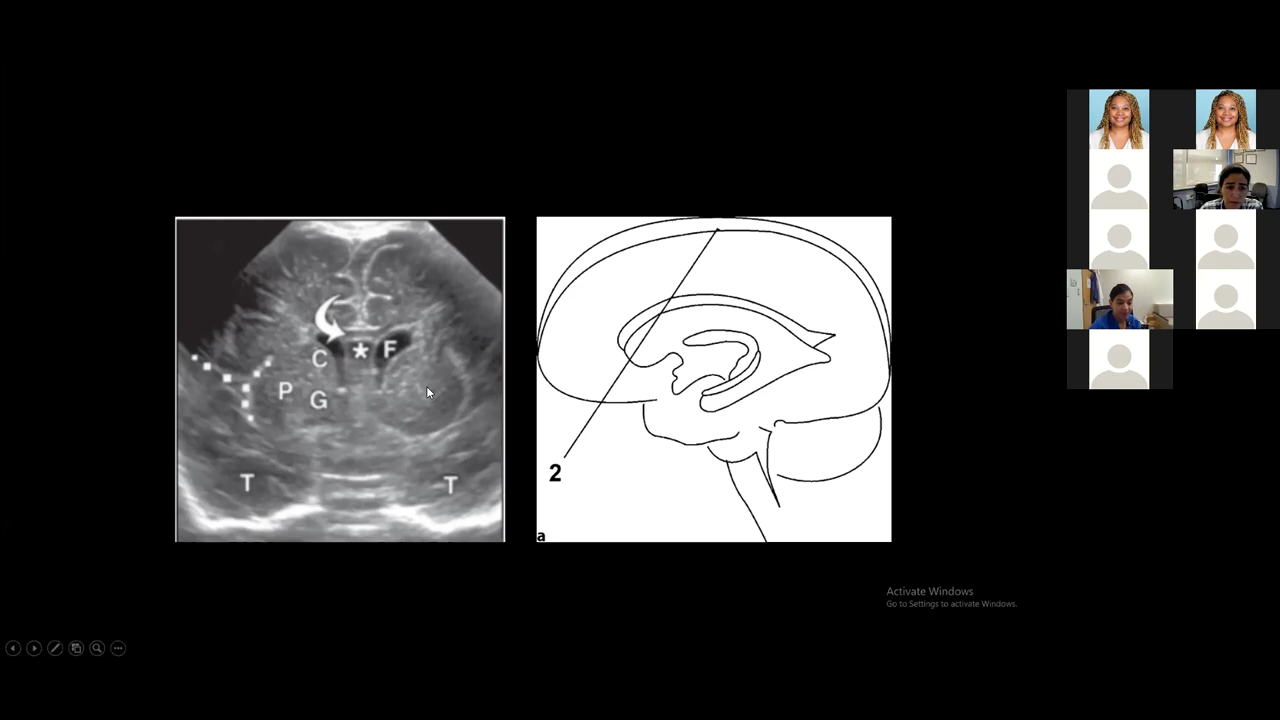 C * F
P
G
T T
2
a
Activate Windows
Go to Settings to activate Windows.